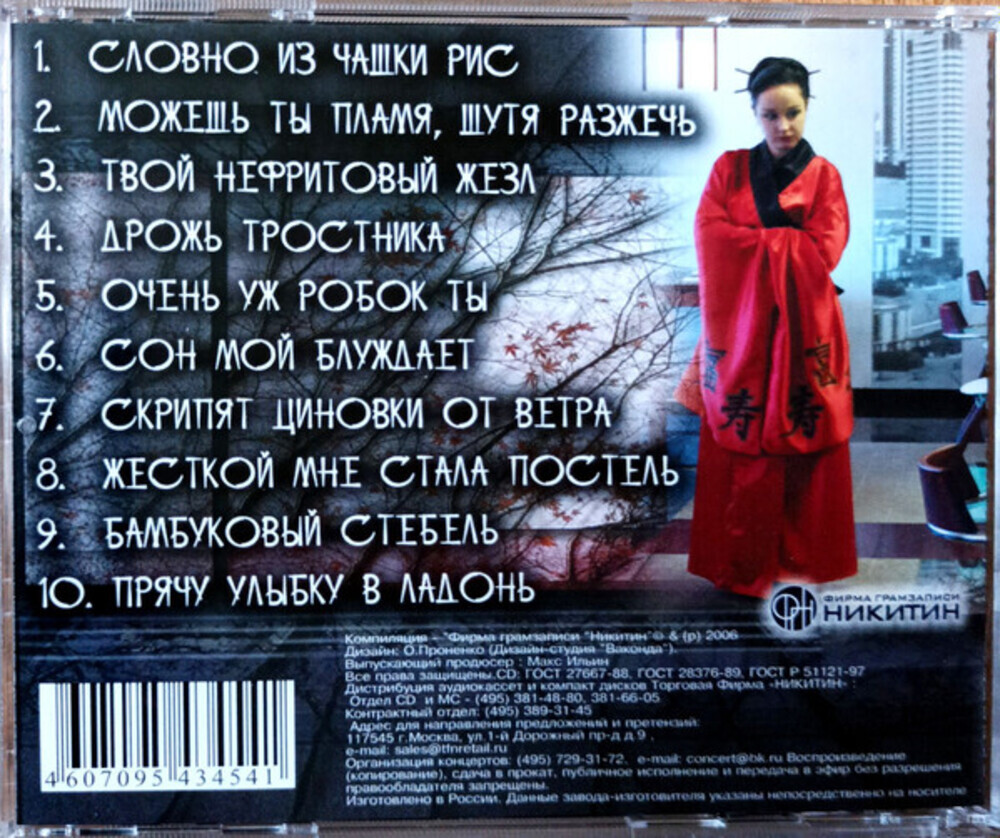 1. СЛОВНО ИЗ ЧАШКИ РИС
2. МОЖЕШЬ ТЫ ПЛАМЯ, ШУТЯ РАЗЖЕЧЬ
3. ТВОЙ НЕФРИТОВЫЙ ЖЕЗЛ
4. ДРОЖЬ ТРОСТНИКА
5. ОЧЕНЬ УЖ РОБОК ТЫ
6. СОН МОЙ БЛУЖДАЕТ
7. СКРИПЯТ ЦИНОВКИ ОТ ВЕТРА
8. ЖЕСТКОЙ МНЕ СТАЛА ПОСТЕЛЬ
9. БАМБУКОВЫЙ СТЕБЕЛЬ
10. ПРЯЧУ УЛЫБКУ В ЛАДОНЬ
富 富
寿 寿
ФИРМА ГРАМЗАПИСИ
НИКИТИН
Компиляция - "Фирма грамзаписи "Никитин"© & (p) 2006
Дизайн: О.Проненко (Дизайн-студия "Ваконда").
Выпускающий продюсер : Макс Ильин
Все права защищены.CD: ГОСТ 27667-88, ГОСТ 28376-89, ГОСТ Р 51121-97
Дистрибуция аудиокассет и компакт дисков Торговая Фирма «НИКИТИН» :
Отдел CD и МС - (495) 381-48-80, 381-66-05
Контрактный отдел: (495) 389-31-45
Адрес для направления предложений и претензий:
117545 г.Москва, ул.1-й Дорожный пр-д д.9 ,
e-mail: sales@tfnretail.ru
Организация концертов: (495) 729-31-72, e-mail: concert@bk.ru Воспроизведение
(копирование), сдача в прокат, публичное исполнение и передача в эфир без разрешения
правообладателя запрещены.
Изготовлено в России. Данные завода-изготовителя указаны непосредственно на носителе
4 607095 434541